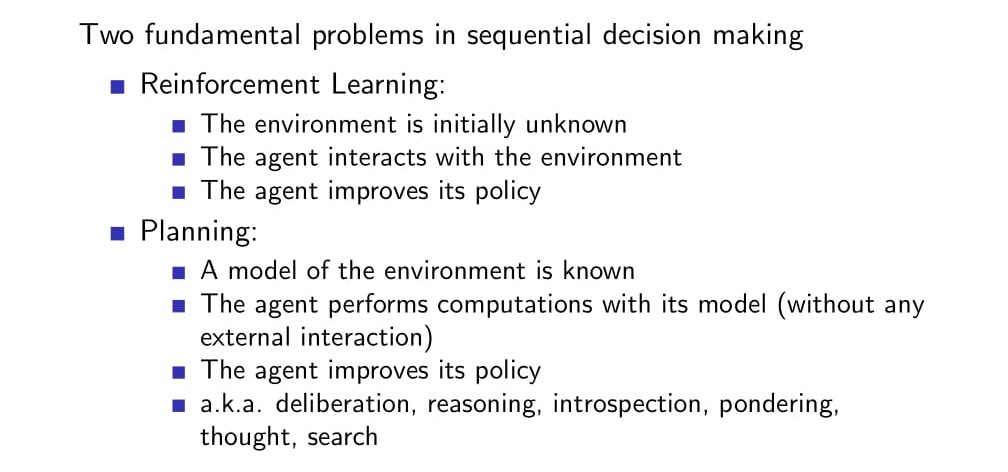 Two fundamental problems in sequential decision making
Reinforcement Learning:
The environment is initially unknown
The agent interacts with the environment
The agent improves its policy
Planning:
A model of the environment is known
The agent performs computations with its model (without any
external interaction)
The agent improves its policy
a.k.a. deliberation, reasoning, introspection, pondering,
thought, search